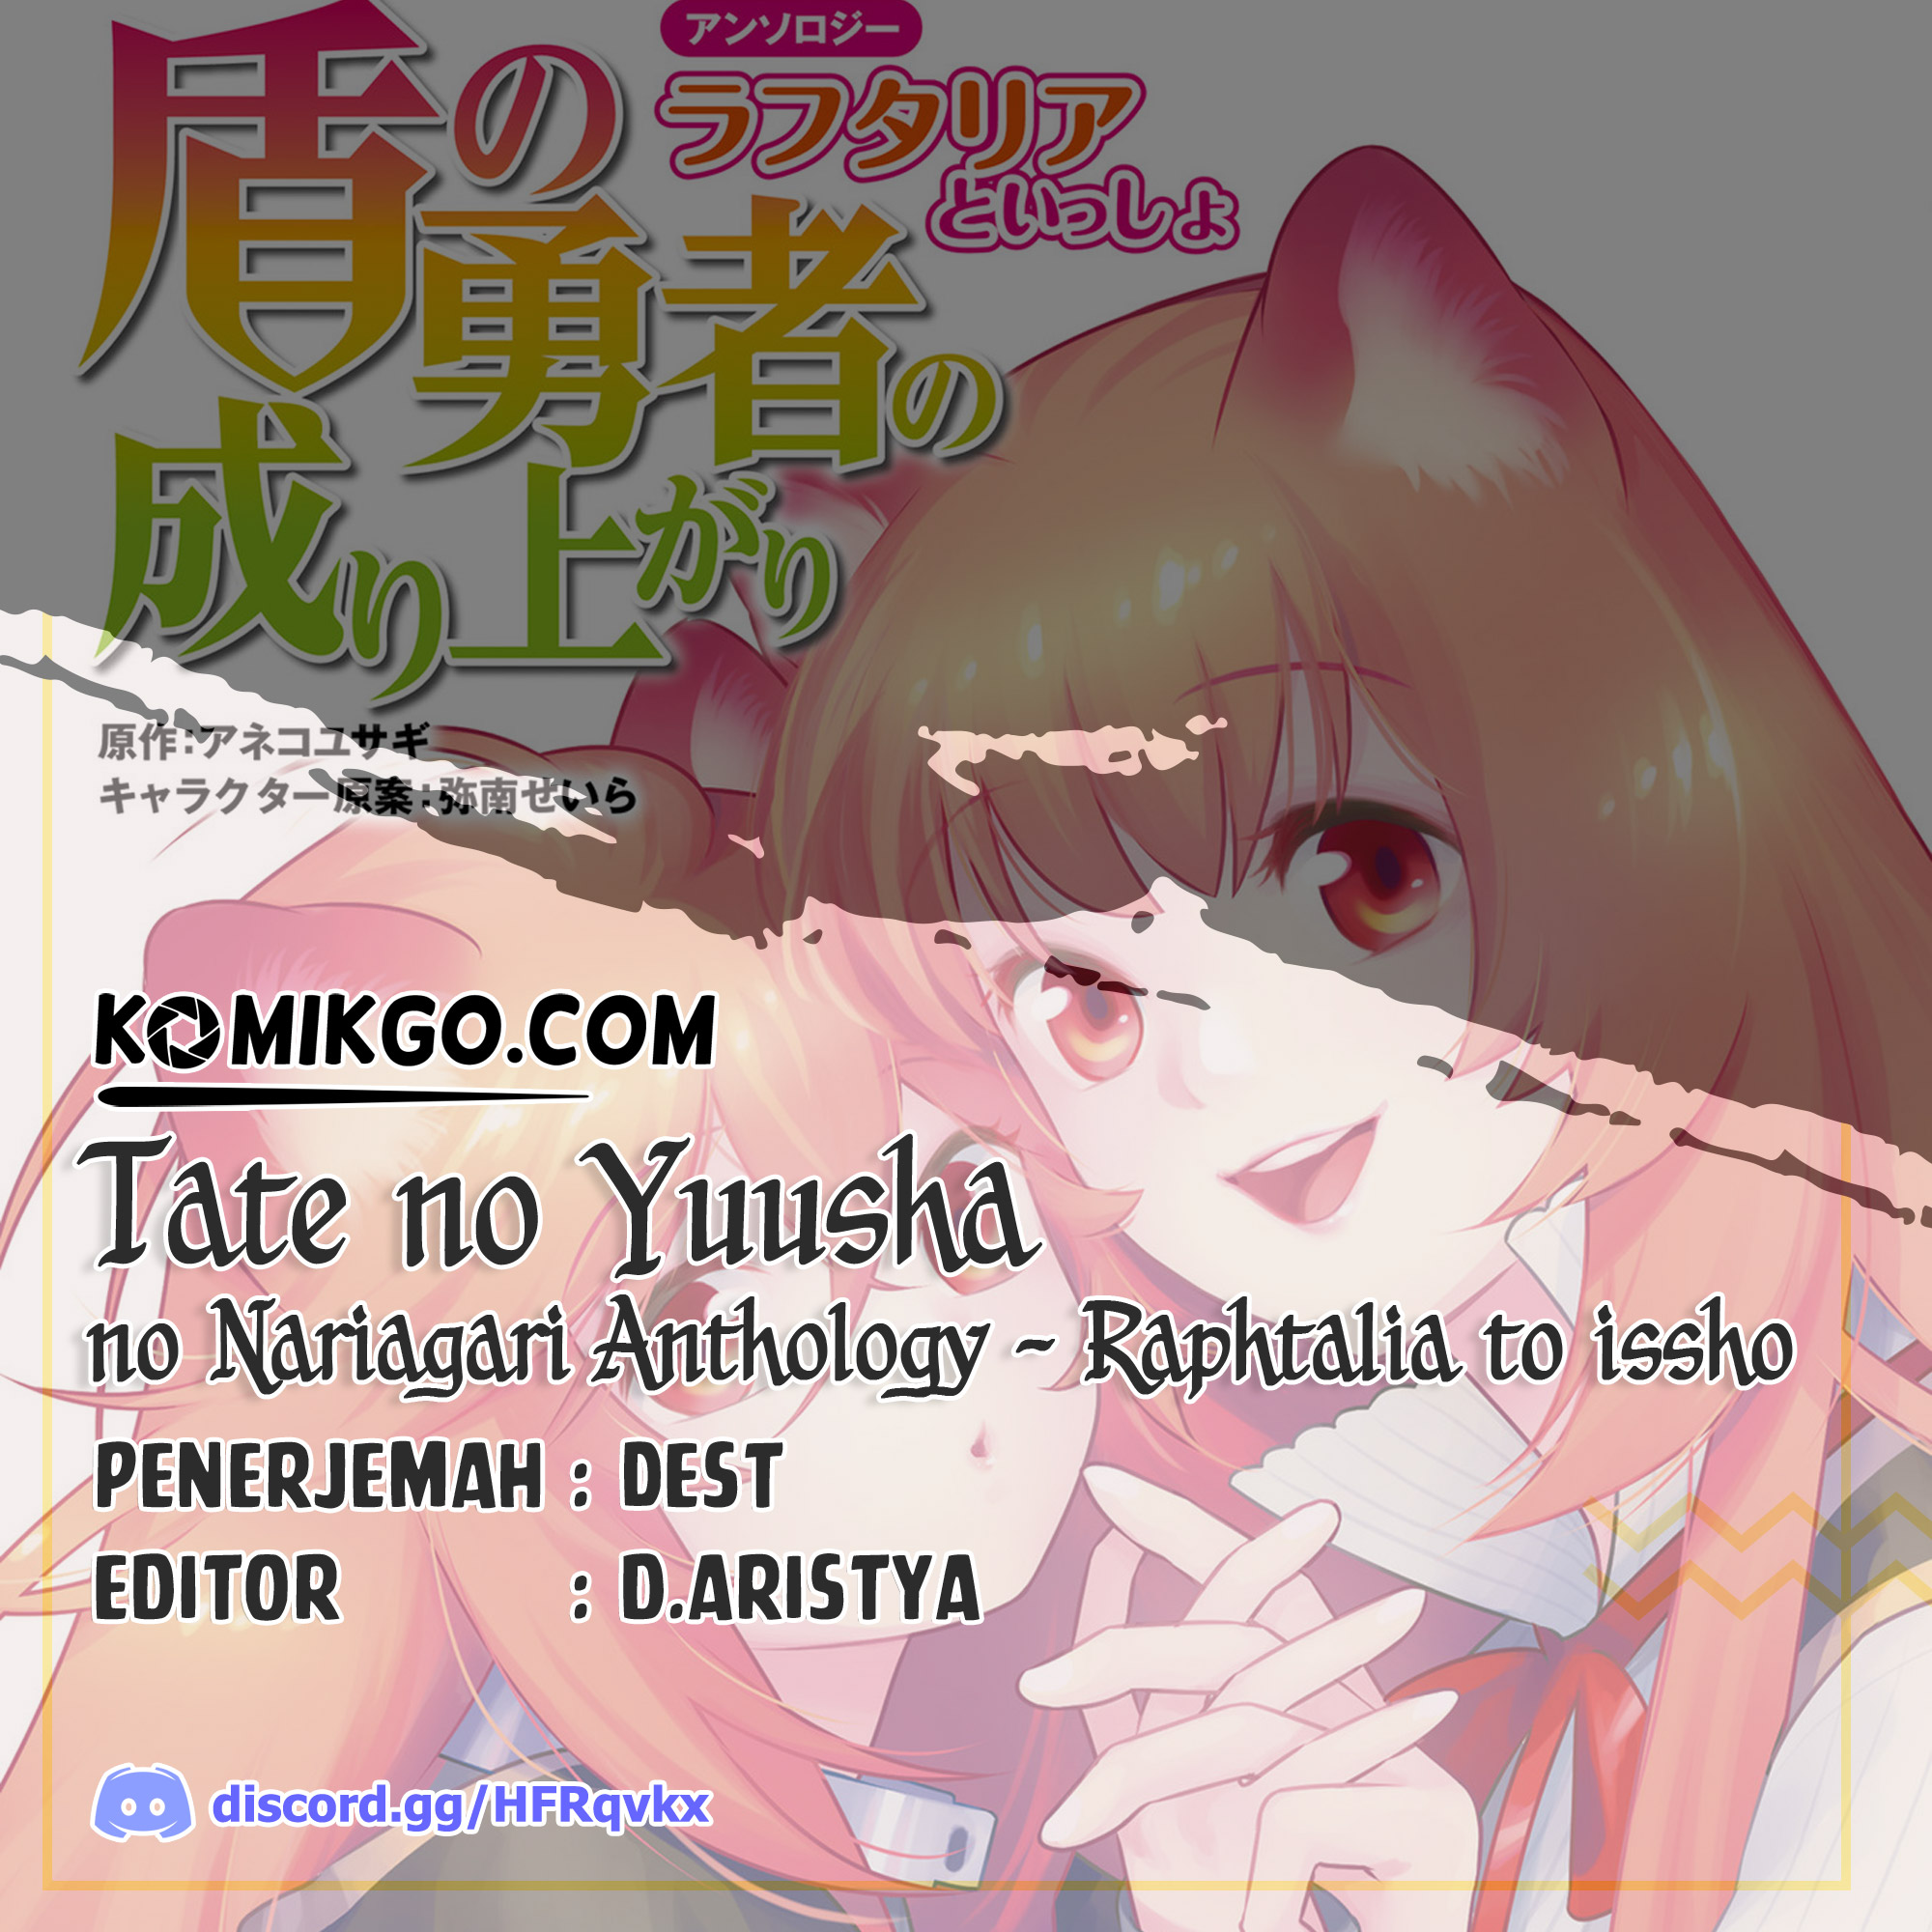 アンソロジー
ラフタリア
といっしょ
盾の
勇者の
成り上がり
原作:アネコユサギ
キャラクター原案:弥南せいら
KOMIKGO.COM
Tate no Yuusha
no Nariagari Anthology ~ Raphtalia to issho
PENERJEMAH : DEST
EDITOR : D.ARISTYA
discord.gg/HFRqvkx